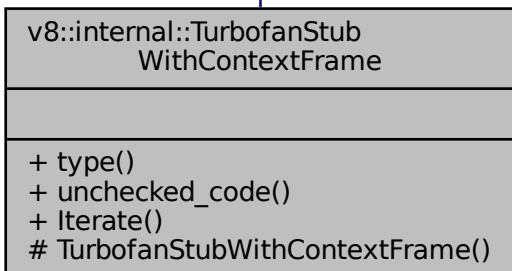 v8::internal::TurbofanStub
WithContextFrame
+ type()
+ unchecked_code()
+ Iterate()
# TurbofanStubWithContextFrame()